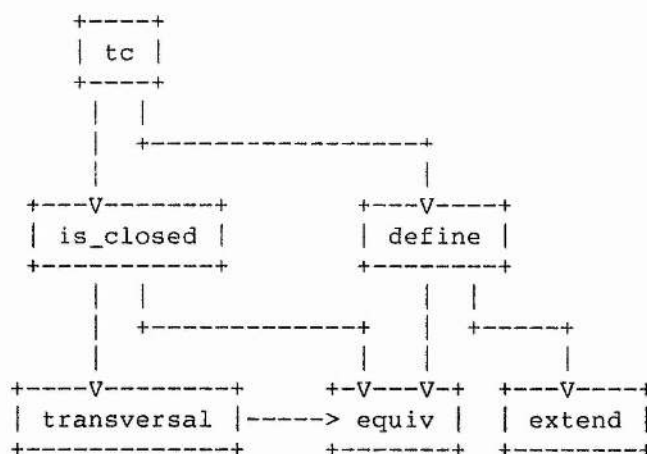 tc
is_closed define
transversal equiv extend